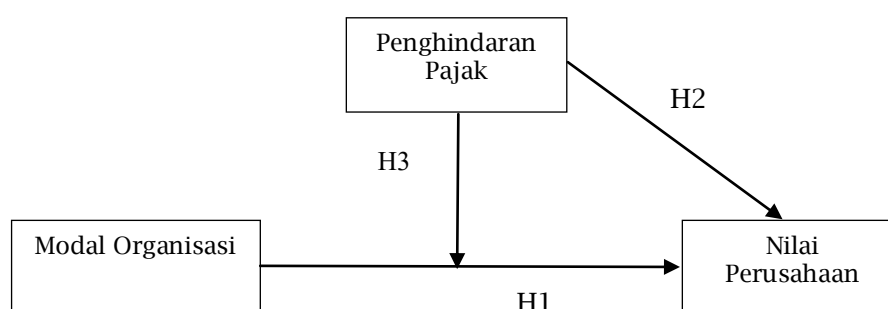 Penghindaran
Pajak
H2
H3
Modal Organisasi
Nilai
Perusahaan
H1